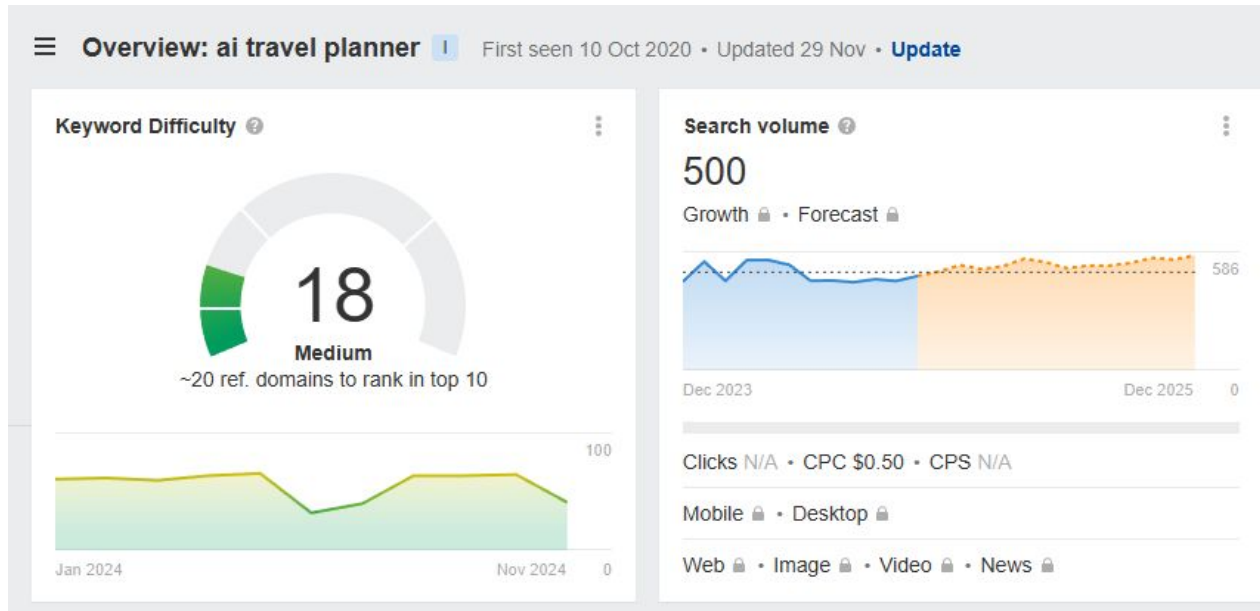 Overview: ai travel planner I First seen 10 Oct 2020 • Updated 29 Nov • Update
Keyword Difficulty ?
18
Medium
~20 ref. domains to rank in top 10
100
Jan 2024 Nov 2024 0
Search volume ?
500
Growth • Forecast
586
Dec 2023 Dec 2025 0
Clicks N/A • CPC $0.50 • CPS N/A
Mobile • Desktop
Web • Image • Video • News